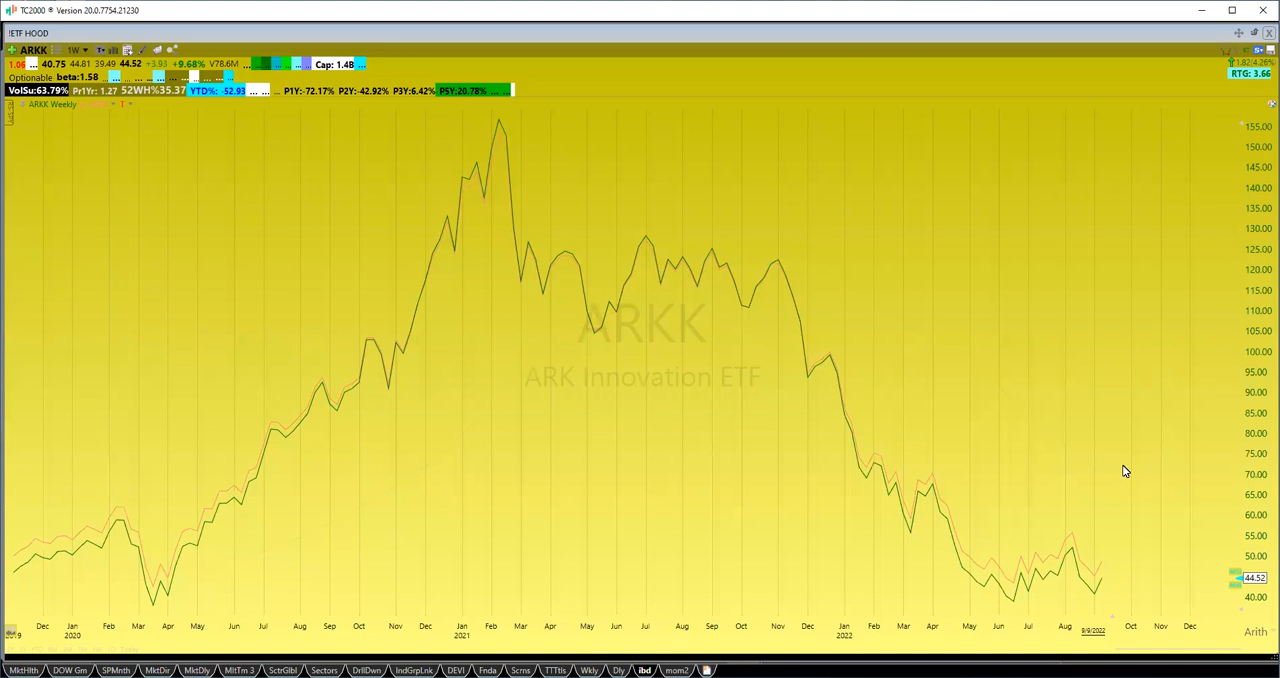 TC2000 ® Version 20.0.7754.21230
!ETF HOOD
ARKK 1W
1.06 ... 40.75 44.81 39.49 44.52 +3.93 +9.68% V78.6M ... Cap: 1.4B ...
1.82 4.26%
Optionable beta:1.58
RTG: 3.66
VolSu:63.79% Pr1Yr: 1.27 52WH%35.37 YTD%: -52.93 ... ... ... P1Y:-72.17% P2Y:-42.92% P3Y:6.42% P5Y:20.78% ... ...
ARKK Weekly
155.00
150.00
145.00
140.00
135.00
130.00
125.00
120.00
115.00
110.00
105.00
100.00
95.00
90.00
85.00
80.00
75.00
70.00
65.00
60.00
55.00
50.00
44.52
40.00
ARKK
ARK Innovation ETF
Dec Jan Feb Mar Apr May Jun Jul Aug Sep Oct Nov Dec Jan Feb Mar Apr May Jun Jul Aug Sep Oct Nov Dec Jan Feb Mar Apr May Jun Jul Aug 9/9/2022 Oct Nov Dec
2019 2020 2021 2022
Arith
MktHlth DOW Gm SPMnth MktDir MktDly MltTm 3 SctrGlbl Sectors DrllDwn IndGrpLnk DEVI Fnda Scrns TTTtls Wkly Dly ibd mom2